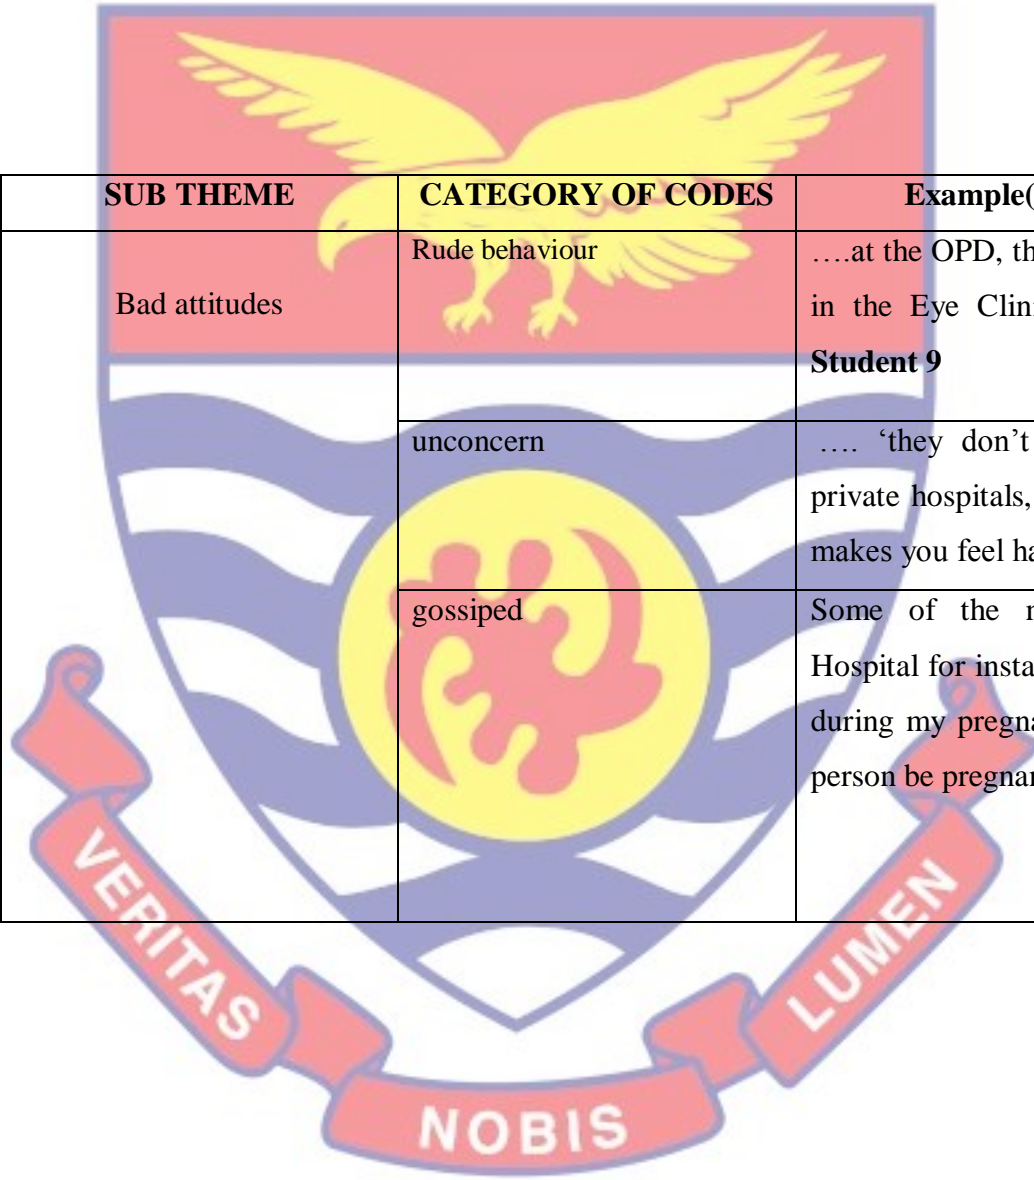 SUB THEME CATEGORY OF CODES Example(
Bad attitudes
Rude behaviour
….at the OPD, th
in the Eye Clin
Student 9
unconcern
…. ‘they don’t
private hospitals,
makes you feel ha
gossiped
Some of the
Hospital for insta
during my pregna
person be pregnan
VERITAS
NOBIS
LUMEN